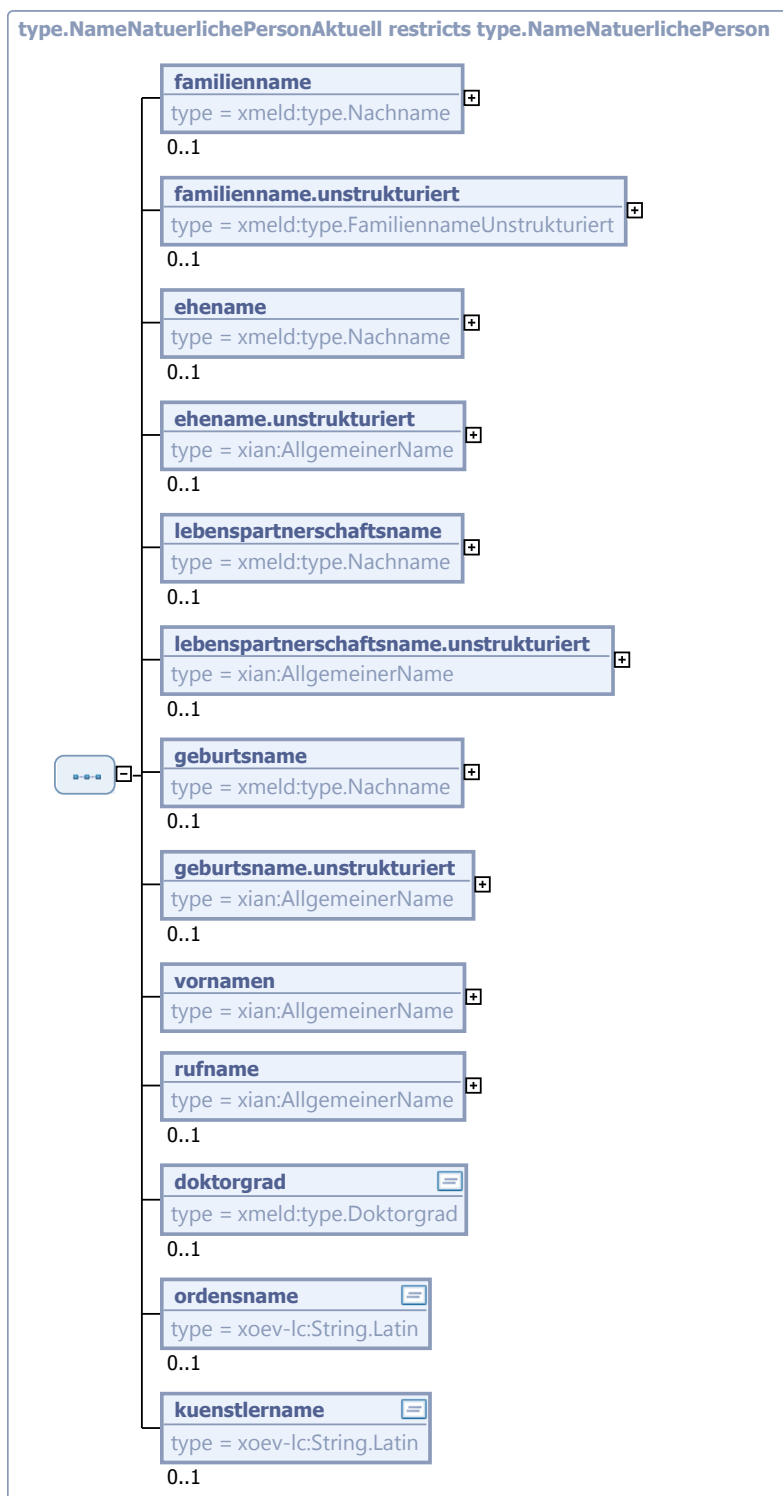 type.NameNatuerlichePersonAktuell restricts type.NameNatuerlichePerson
familienname
type = xmeld:type.Nachname
0..1
familienname.unstrukturiert
type = xmeld:type.FamiliennameUnstrukturiert
0..1
ehename
type = xmeld:type.Nachname
0..1
ehename.unstrukturiert
type = xian:AllgemeinerName
0..1
lebenspartnerschaftsname
type = xmeld:type.Nachname
0..1
lebenspartnerschaftsname.unstrukturiert
type = xian:AllgemeinerName
0..1
geburtsname
type = xmeld:type.Nachname
0..1
geburtsname.unstrukturiert
type = xian:AllgemeinerName
0..1
vornamen
type = xian:AllgemeinerName
rufname
type = xian:AllgemeinerName
0..1
doktorgrad
type = xmeld:type.Doktorgrad
0..1
ordensname
type = xoev-lc:String.Latin
0..1
kuenstlername
type = xoev-lc:String.Latin
0..1